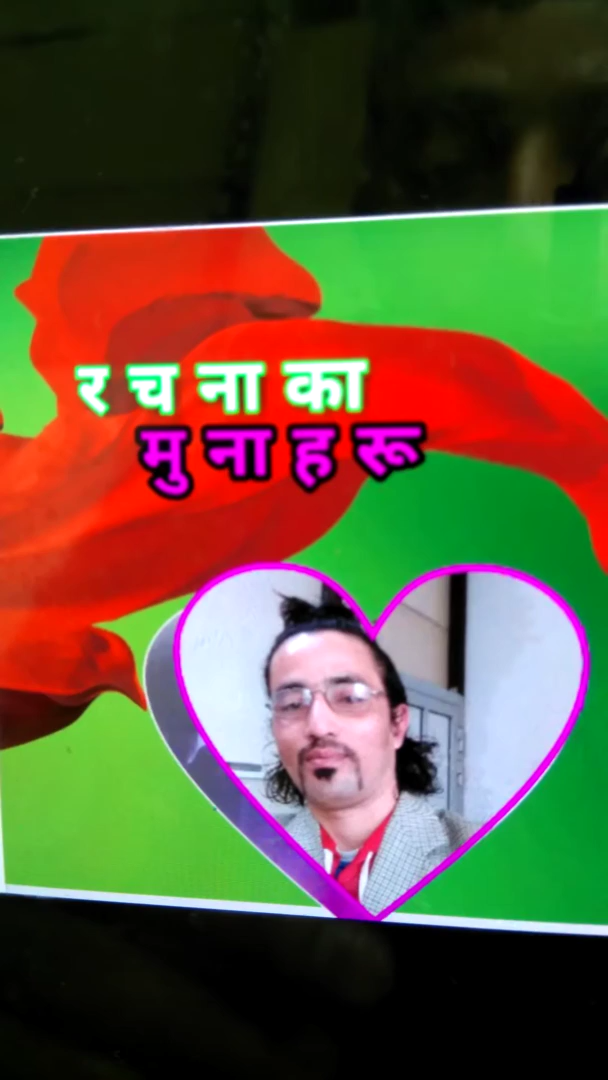 र च ना का
मु ना ह रू